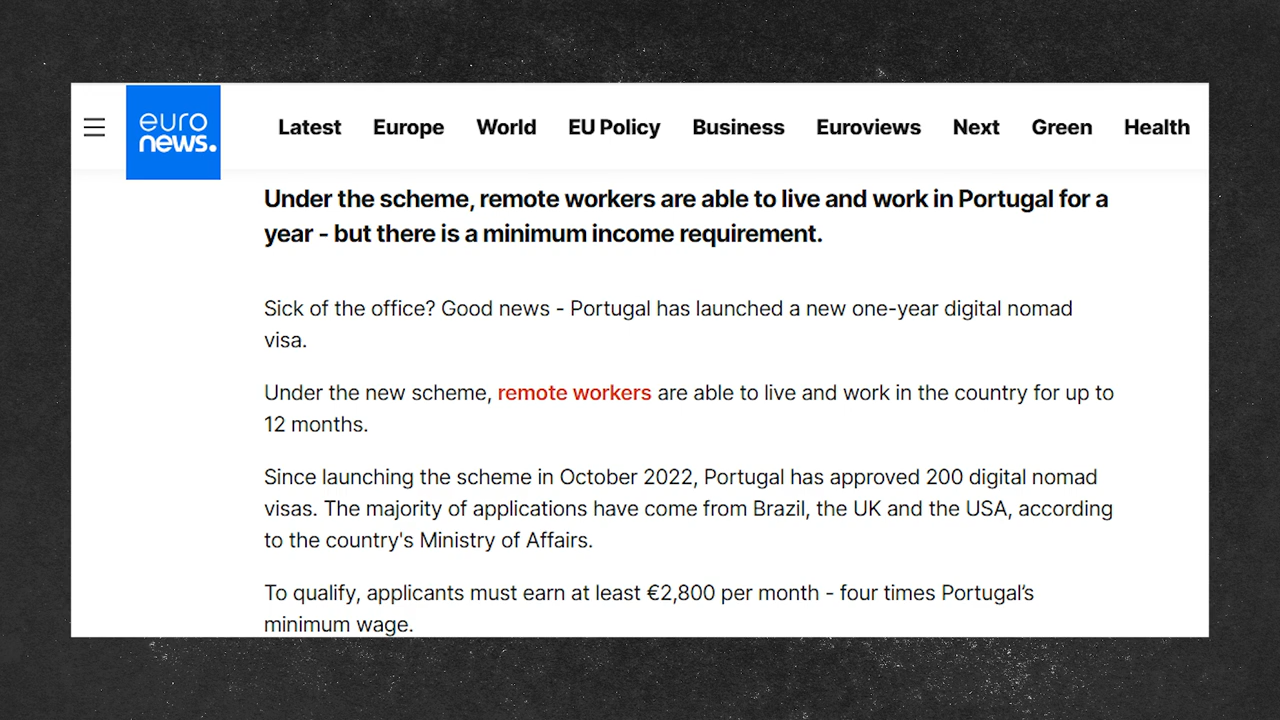 euro
news.
Latest Europe World EU Policy Business Euroviews Next Green Health
Under the scheme, remote workers are able to live and work in Portugal for a
year - but there is a minimum income requirement.
Sick of the office? Good news - Portugal has launched a new one-year digital nomad
visa.
Under the new scheme, remote workers are able to live and work in the country for up to
12 months.
Since launching the scheme in October 2022, Portugal has approved 200 digital nomad
visas. The majority of applications have come from Brazil, the UK and the USA, according
to the country's Ministry of Affairs.
To qualify, applicants must earn at least €2,800 per month - four times Portugal’s
minimum wage.